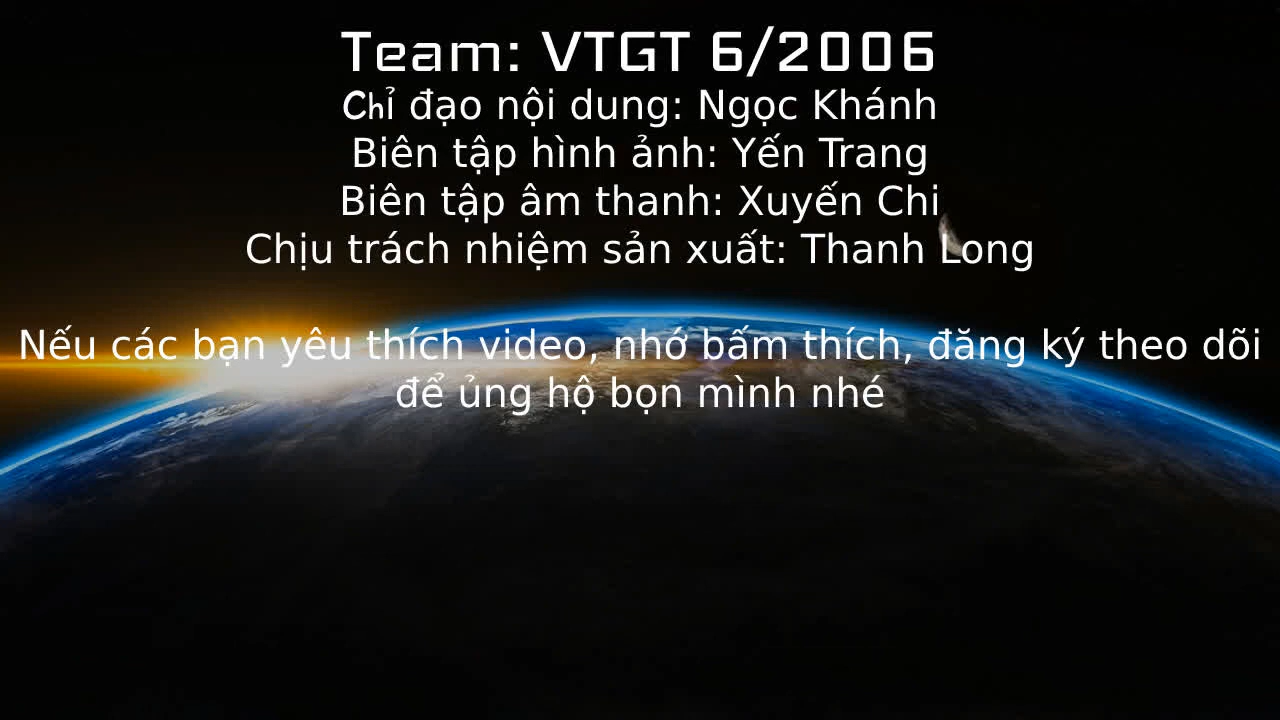 Team: VTGT 6/2006
Chỉ đạo nội dung: Ngọc Khánh
Biên tập hình ảnh: Yến Trang
Biên tập âm thanh: Xuyến Chi
Chịu trách nhiệm sản xuất: Thanh Long
Nếu các bạn yêu thích video, nhớ bấm thích, đăng ký theo dõi
để ủng hộ bọn mình nhé